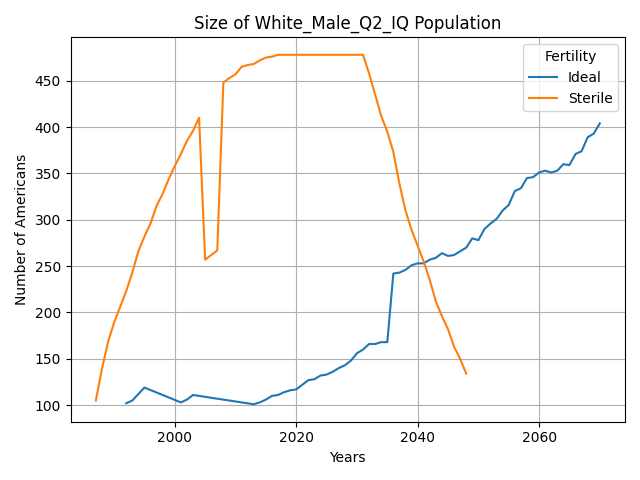 Size of White_Male_Q2_IQ Population
Fertility
Ideal
Sterile
Number of Americans
450
400
350
300
250
200
150
100
2000
2020
2040
2060
Years